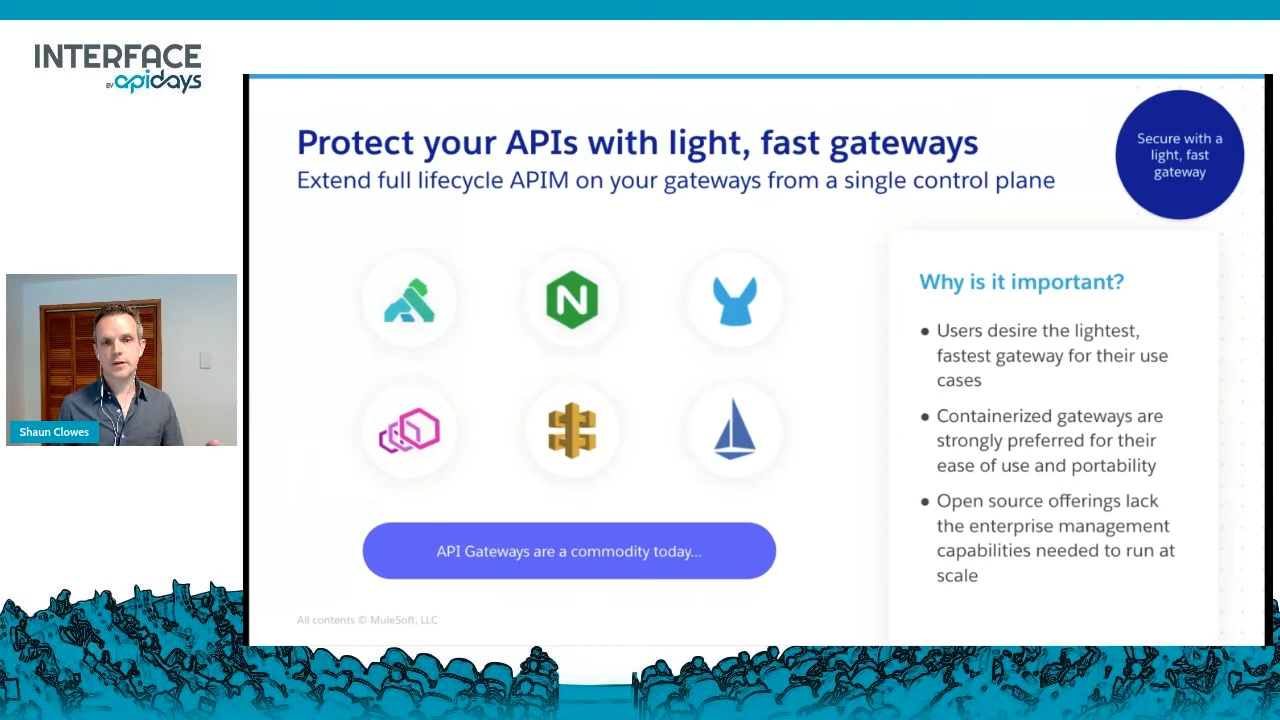 INTERFACE
BY apidays
Protect your APIs with light, fast gateways
Extend full lifecycle APIM on your gateways from a single control plane
Secure with a
light, fast
gateway
N
Why is it important?
● Users desire the lightest,
fastest gateway for their use
cases
● Containerized gateways are
strongly preferred for their
ease of use and portability
● Open source offerings lack
the enterprise management
capabilities needed to run at
scale
Shaun Clowes
API Gateways are a commodity today...
All contents © MuleSoft, LLC